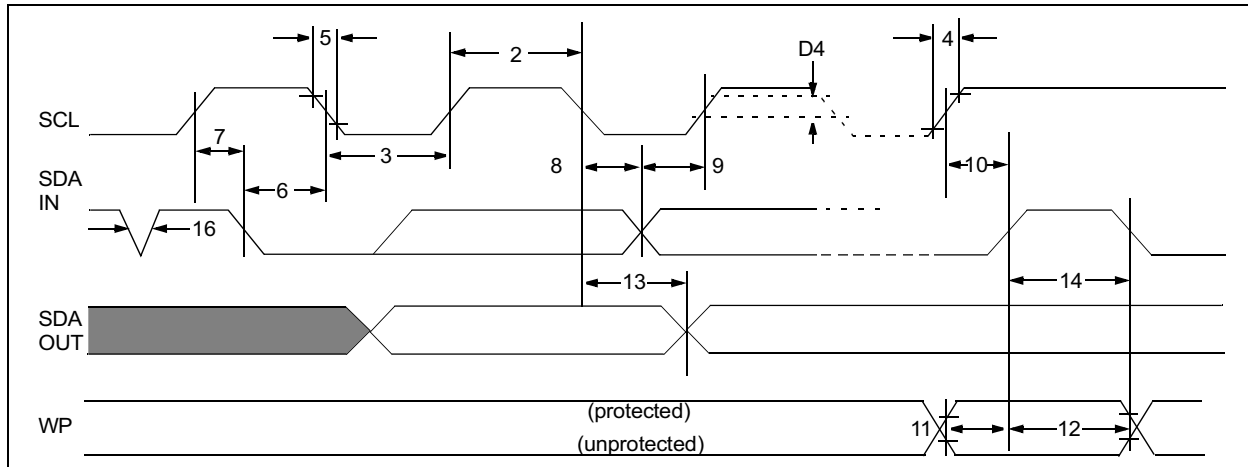 5
2
D4
4
SCL
7
3
8
9
10
SDA
IN
6
16
13
14
SDA
OUT
WP
(protected)
(unprotected)
11
12